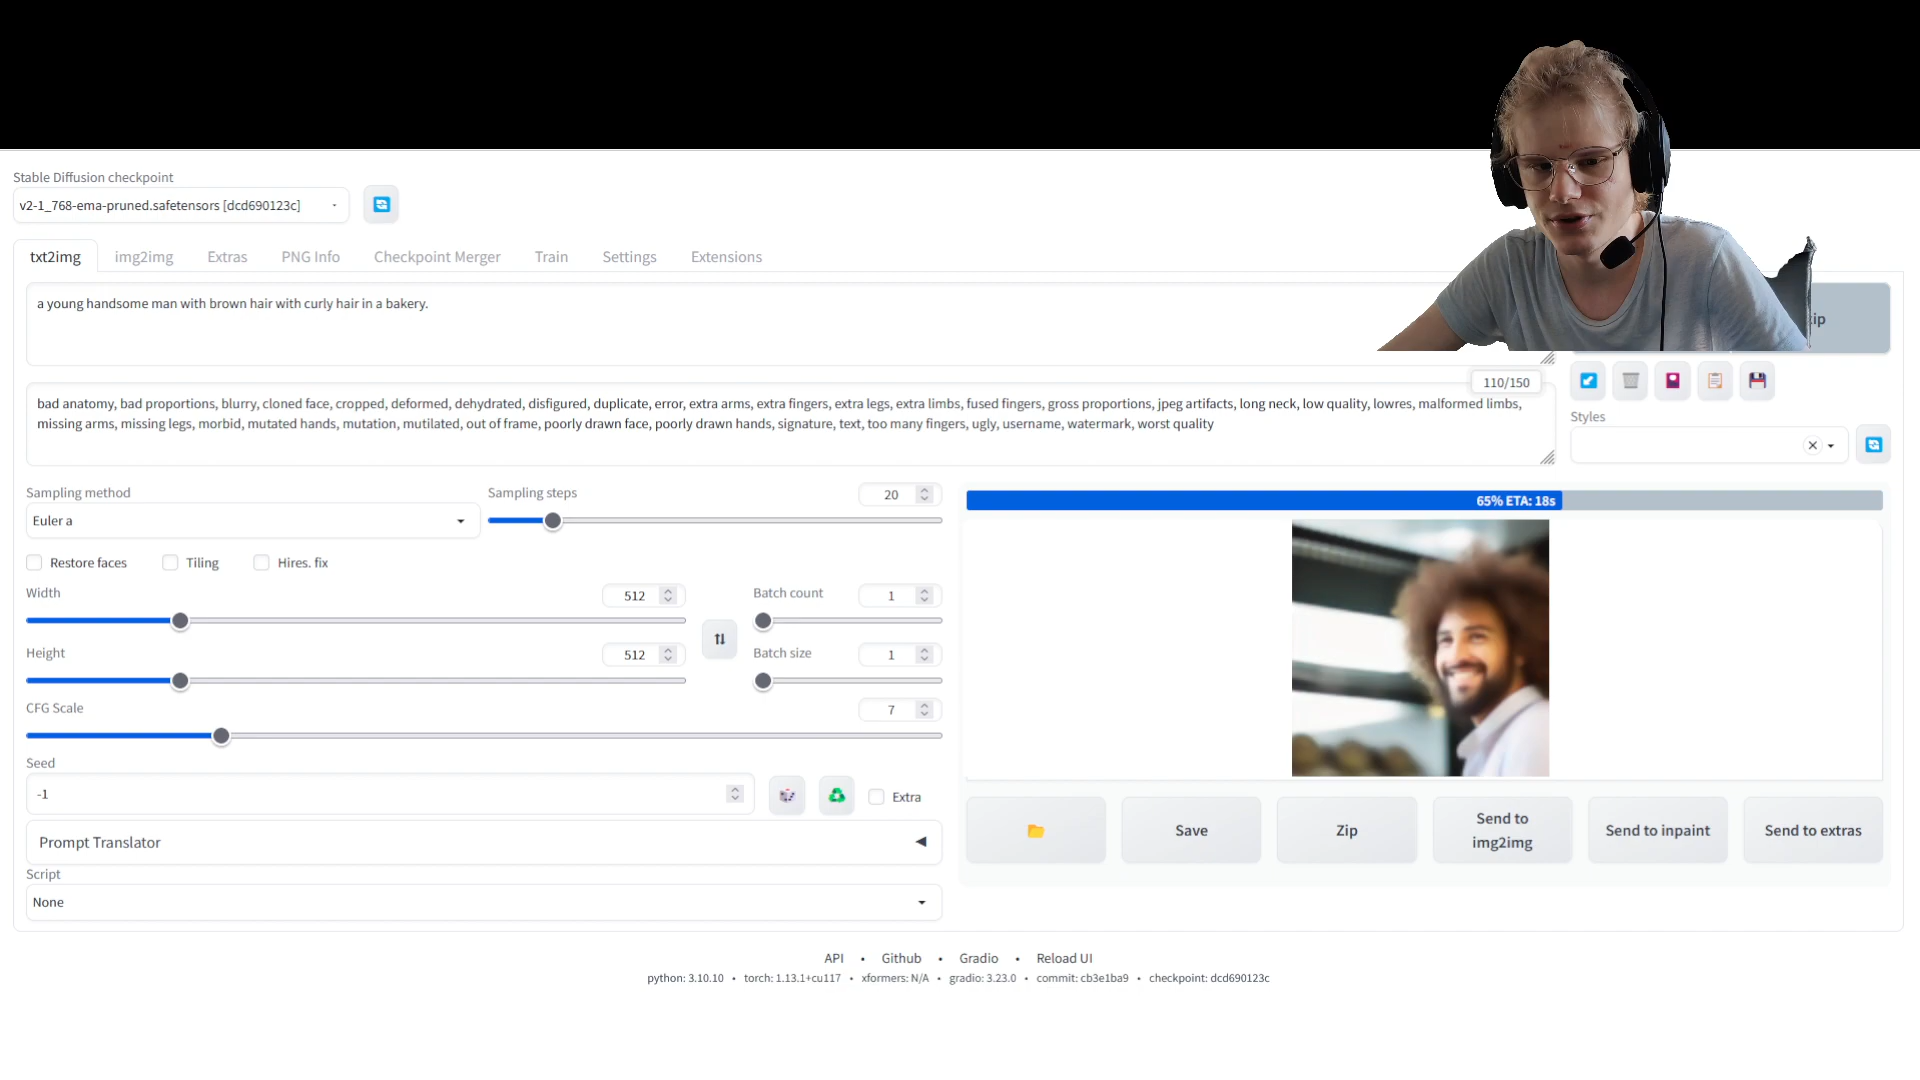 Stable Diffusion checkpoint
v2-1_768-ema-pruned.safetensors [dcd690123c]
txt2img img2img Extras PNG Info Checkpoint Merger Train Settings Extensions
a young handsome man with brown hair with curly hair in a bakery.
110/150
bad anatomy, bad proportions, blurry, cloned face, cropped, deformed, dehydrated, disfigured, duplicate, error, extra arms, extra fingers, extra legs, extra limbs, fused fingers, gross proportions, jpeg artifacts, long neck, low quality, lowres, malformed limbs,
missing arms, missing legs, morbid, mutated hands, mutation, mutilated, out of frame, poorly drawn face, poorly drawn hands, signature, text, too many fingers, ugly, username, watermark, worst quality
Styles
Sampling method
Euler a
Sampling steps
20
Restore faces Tiling Hires. fix
Width
512
Height
512
Batch count
1
Batch size
1
CFG Scale
7
Seed
-1
Extra
Prompt Translator
Script
None
65% ETA: 18s
Save
Zip
Send to
img2img
Send to inpaint
Send to extras
API • Github • Gradio • Reload UI
python: 3.10.10 • torch: 1.13.1+cu117 • xformers: N/A • gradio: 3.23.0 • commit: cb3e1ba9 • checkpoint: dcd690123c